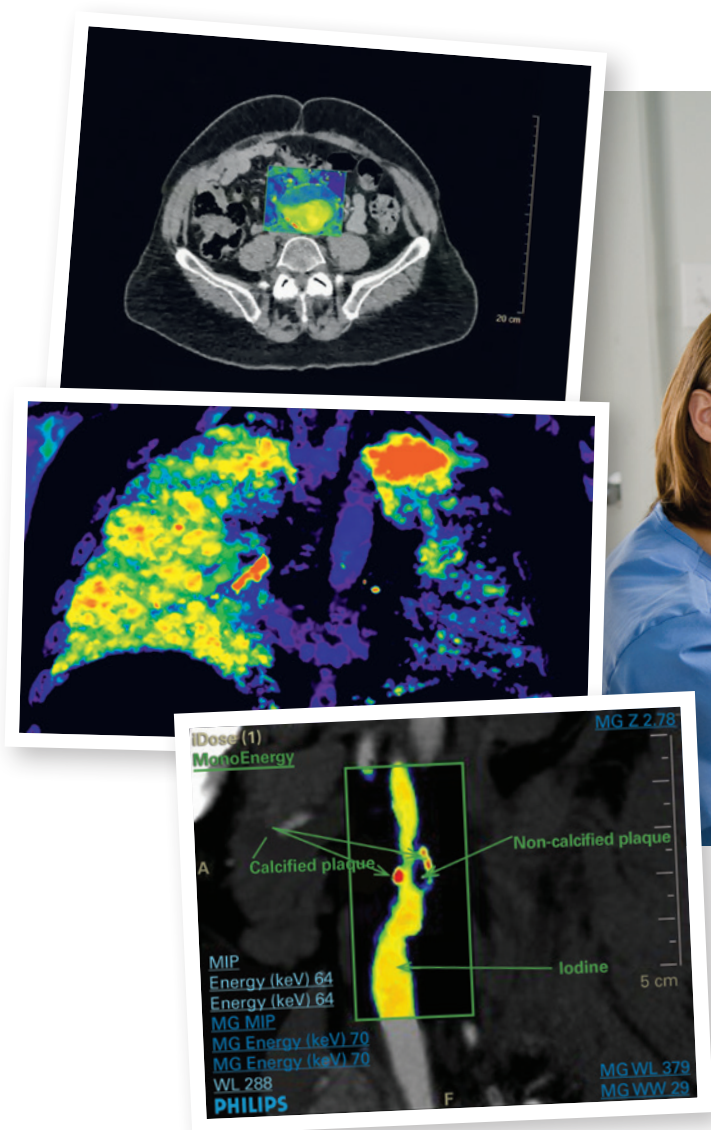 20 cm
iDose (1)
MonoEnergy
MG Z 2.78
Calcified plaque
Non-calcified plaque
A
Iodine
MIP
Energy (keV) 64
Energy (keV) 64
MG MIP
MG Energy (keV) 70
MG Energy (keV) 70
WL 288
PHILIPS
5 cm
F
MG WL 379
MG WW 29